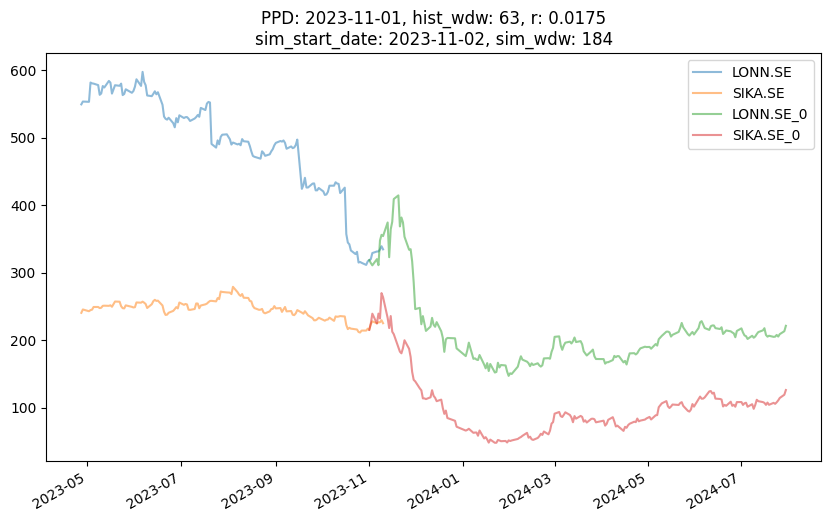 PPD: 2023-11-01, hist_wdw: 63, r: 0.0175
sim_start_date: 2023-11-02, sim_wdw: 184
LONN.SE
SIKA.SE
LONN.SE_0
SIKA.SE_0
600
500
400
300
200
100
2023-05
2023-07
2023-09
2023-11
2024-01
2024-03
2024-05
2024-07